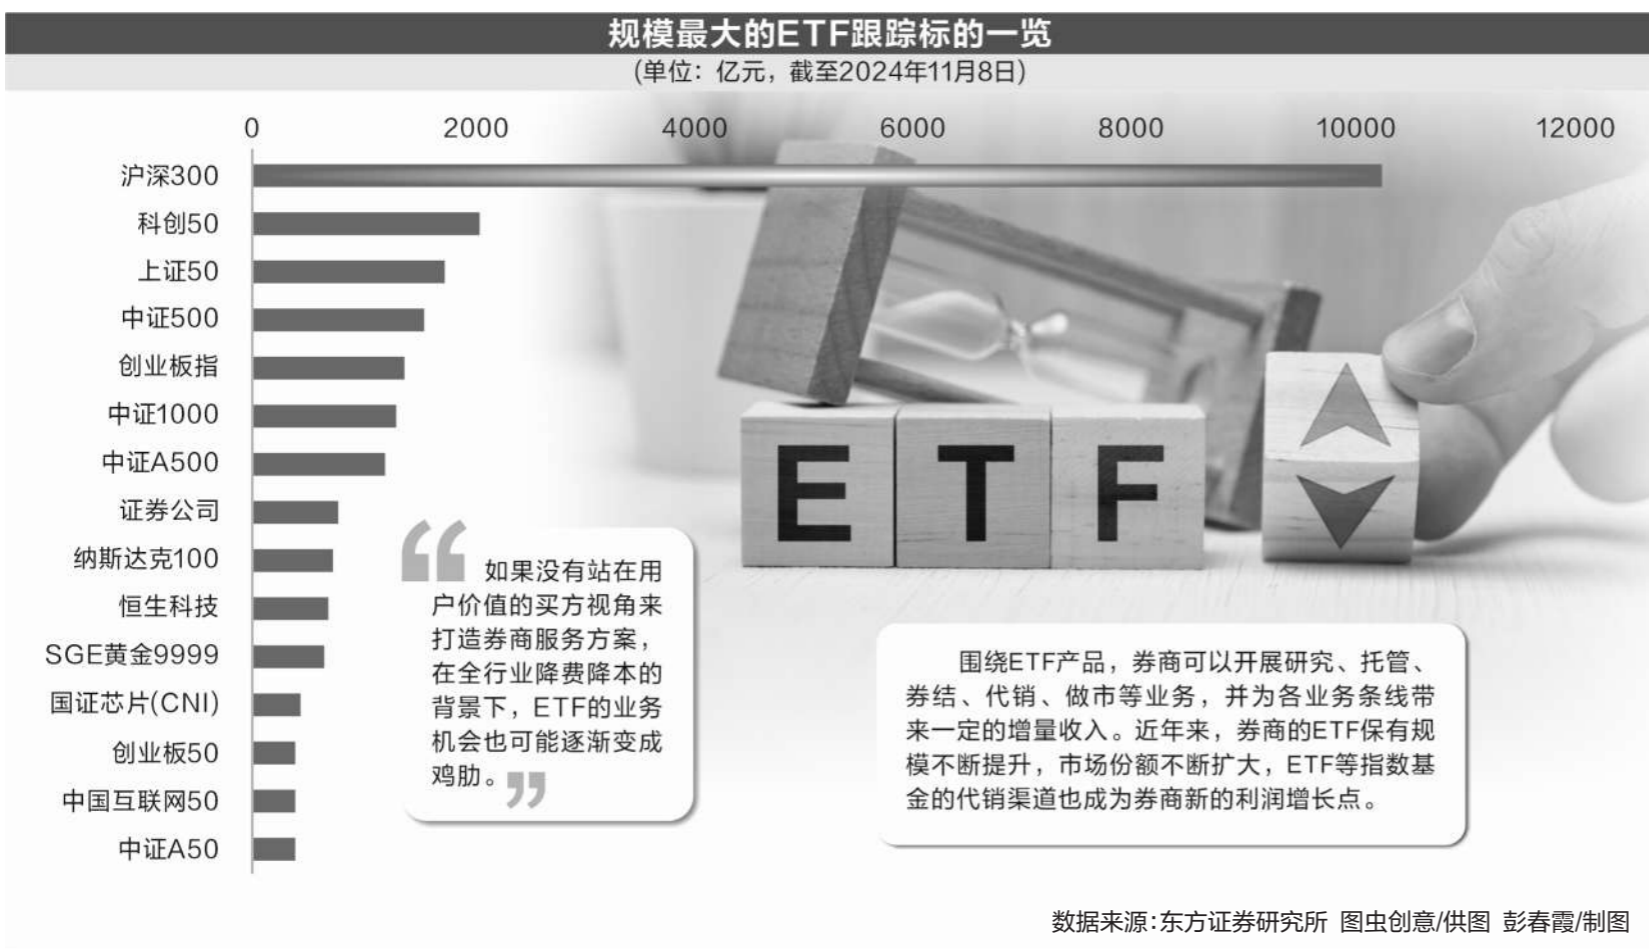 规模最大的ETF跟踪标的一览
(单位：亿元，截至2024年11月8日)
0 2000 4000 6000 8000 10000 12000
沪深300
科创50
上证50
中证500
创业板指
中证1000
中证A500
证券公司
纳斯达克100
恒生科技
SGE黄金9999
国证芯片(CNI)
创业板50
中国互联网50
中证A50
E T F
“如果没有站在用
户价值的买方视角来
打造券商服务方案，
在全行业降费降本的
背景下，ETF的业务
机会也可能逐渐变成
鸡肋。”
围绕ETF产品，券商可以开展研究、托管、
券结、代销、做市等业务，并为各业务条线带
来一定的增量收入。近年来，券商的ETF保有规
模不断提升，市场份额不断扩大，ETF等指数基
金的代销渠道也成为券商新的利润增长点。
数据来源：东方证券研究所 图虫创意/供图 彭春霞/制图